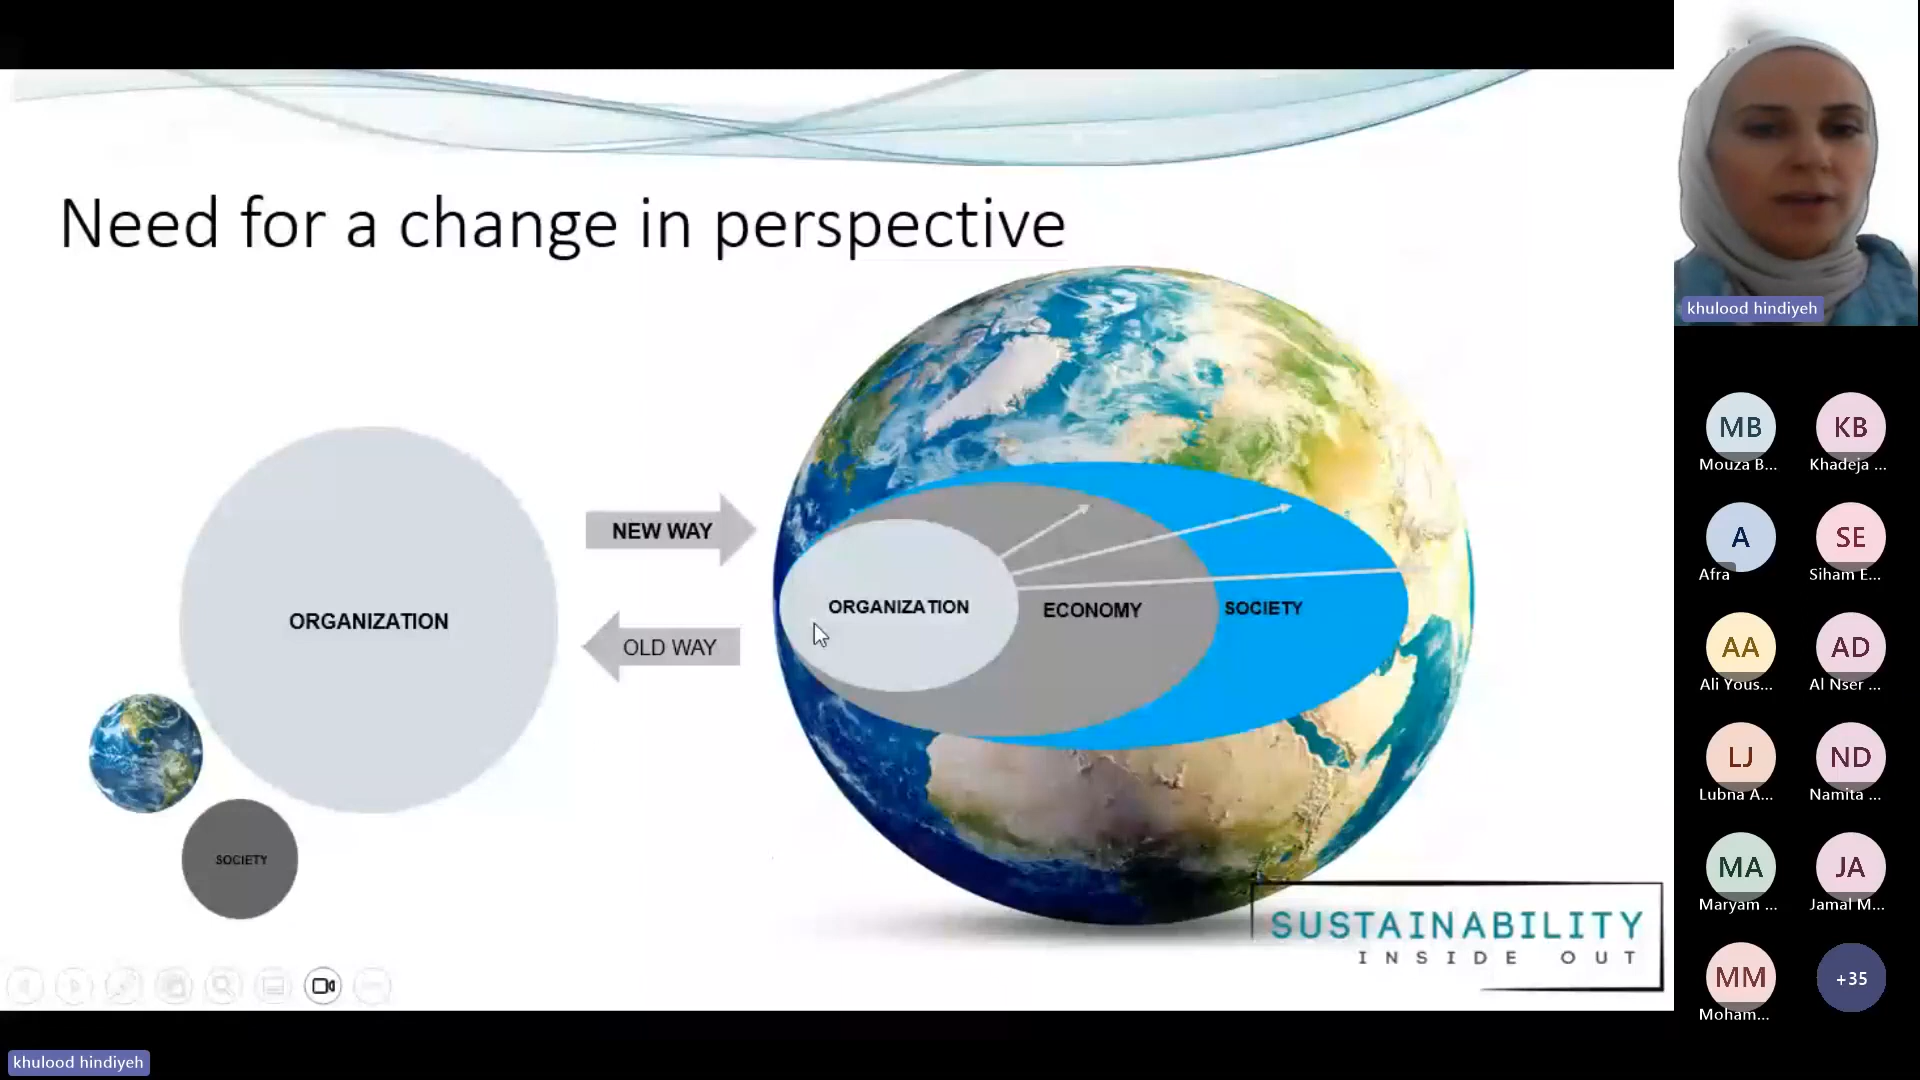 Need for a change in perspective
ORGANIZATION
SOCIETY
NEW WAY
OLD WAY
ORGANIZATION
ECONOMY
SOCIETY
SUSTAINABILITY
INSIDE OUT
khulood hindiyeh
MB
Mouza B...
KB
Khadeja ...
A
Afra
SE
Siham E...
AA
Ali Yous...
AD
Al Nser ...
LJ
Lubna A...
ND
Namita ...
MA
Maryam ...
JA
Jamal M...
MM
Moham...
+35
khulood hindiyeh